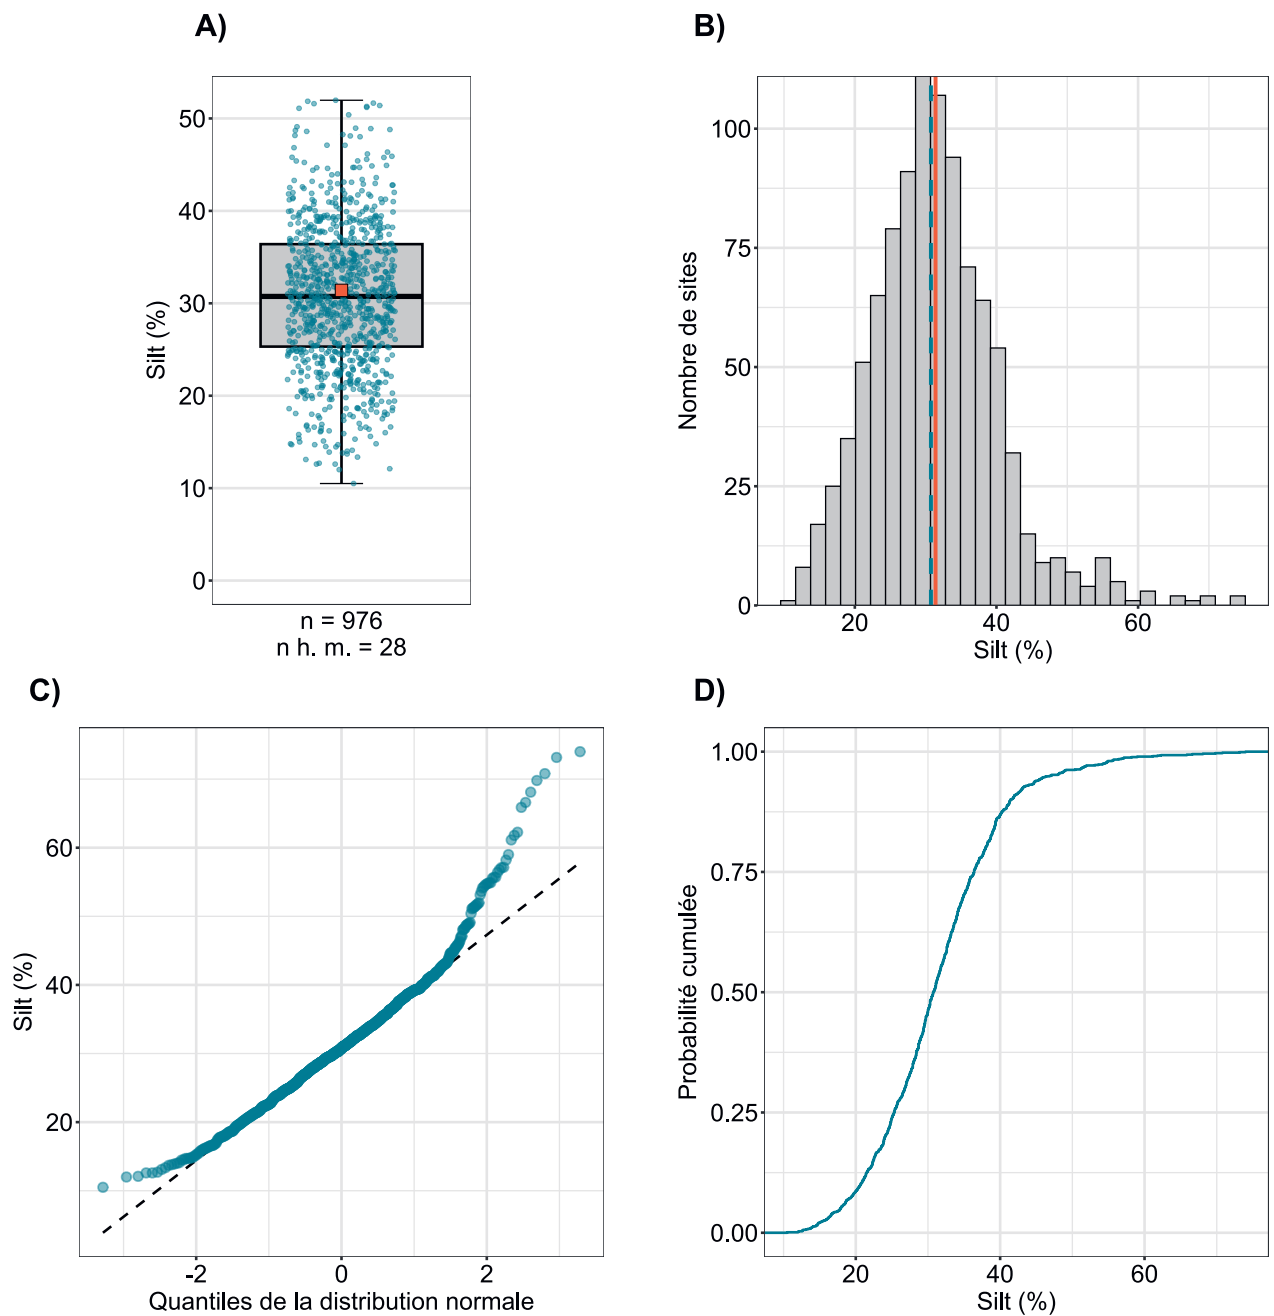 A)
B)
Silt (%)
50
40
30
20
10
0
n = 976
n h. m. = 28
Nombre de sites
100
75
50
25
0
20 40 60
Silt (%)
C)
D)
Silt (%)
60
40
20
-2 0 2
Quantiles de la distribution normale
Probabilité cumulée
1.00
0.75
0.50
0.25
0.00
20 40 60
Silt (%)